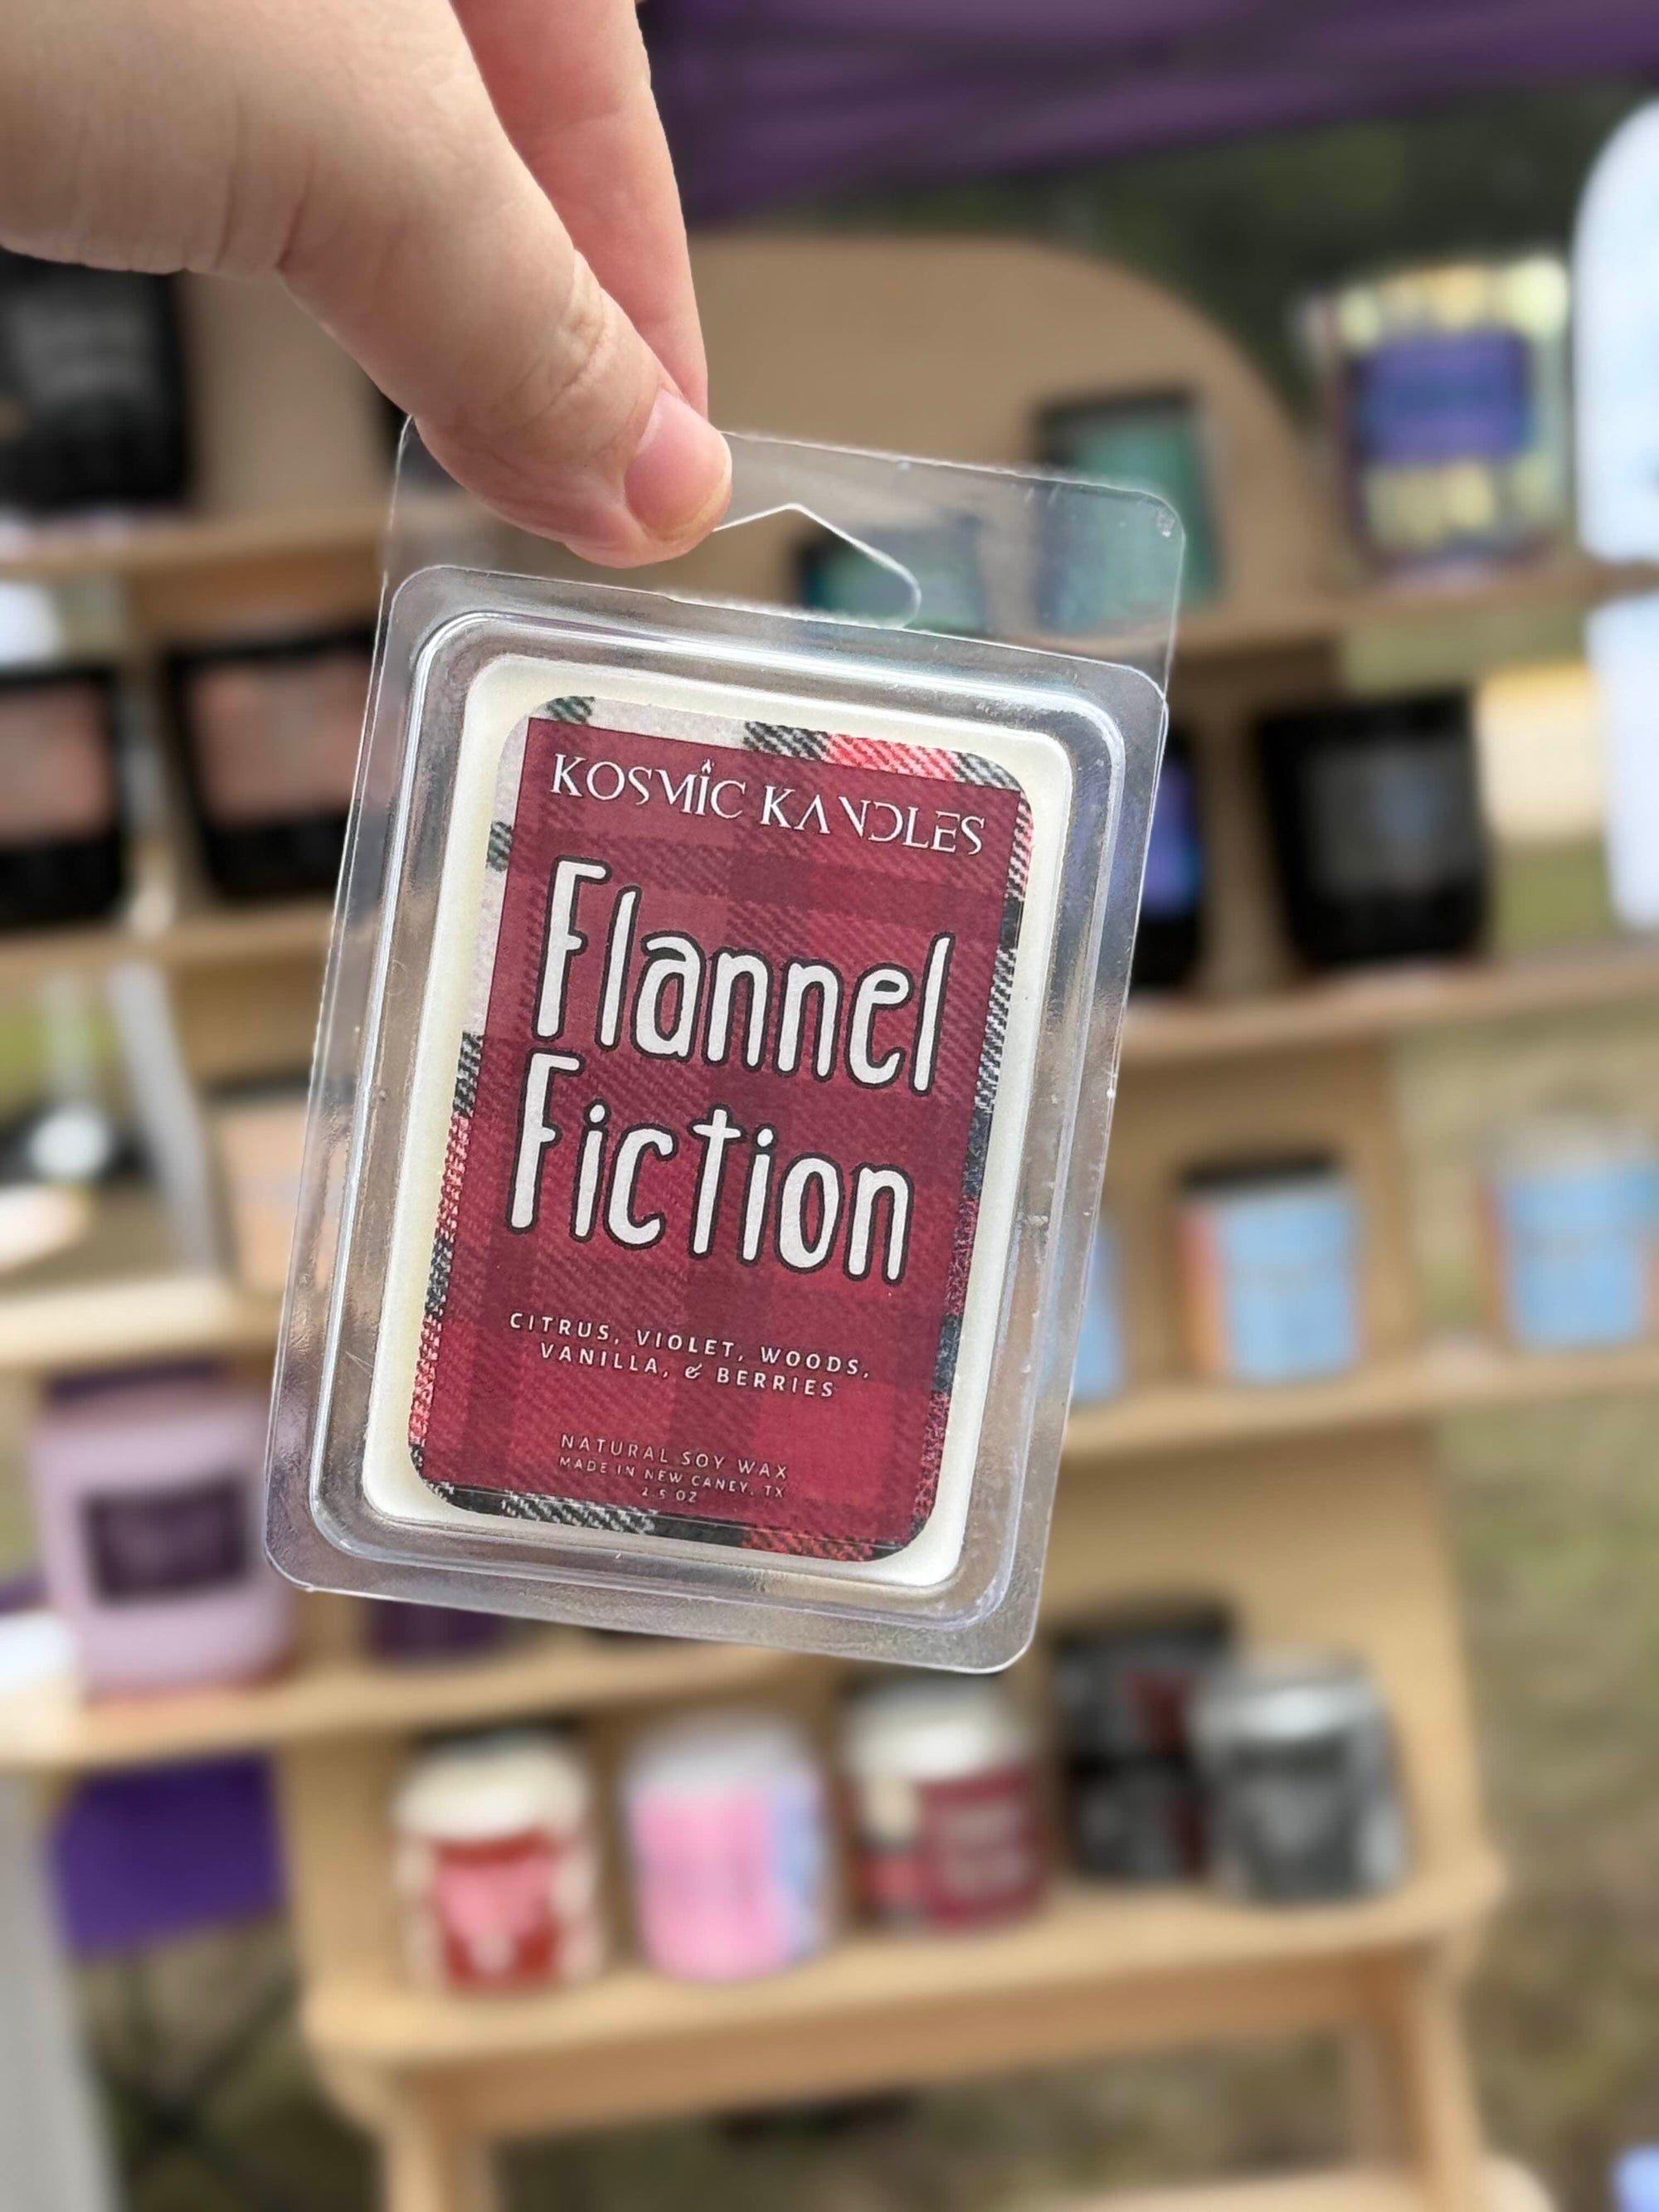 KOSMIC KANDLES
Flannel
Fiction
CITRUS, VIOLET, WOODS,
VANILLA, & BERRIES
NATURAL SOY WAX
MADE IN NEW CANEY, TX
2.5 OZ